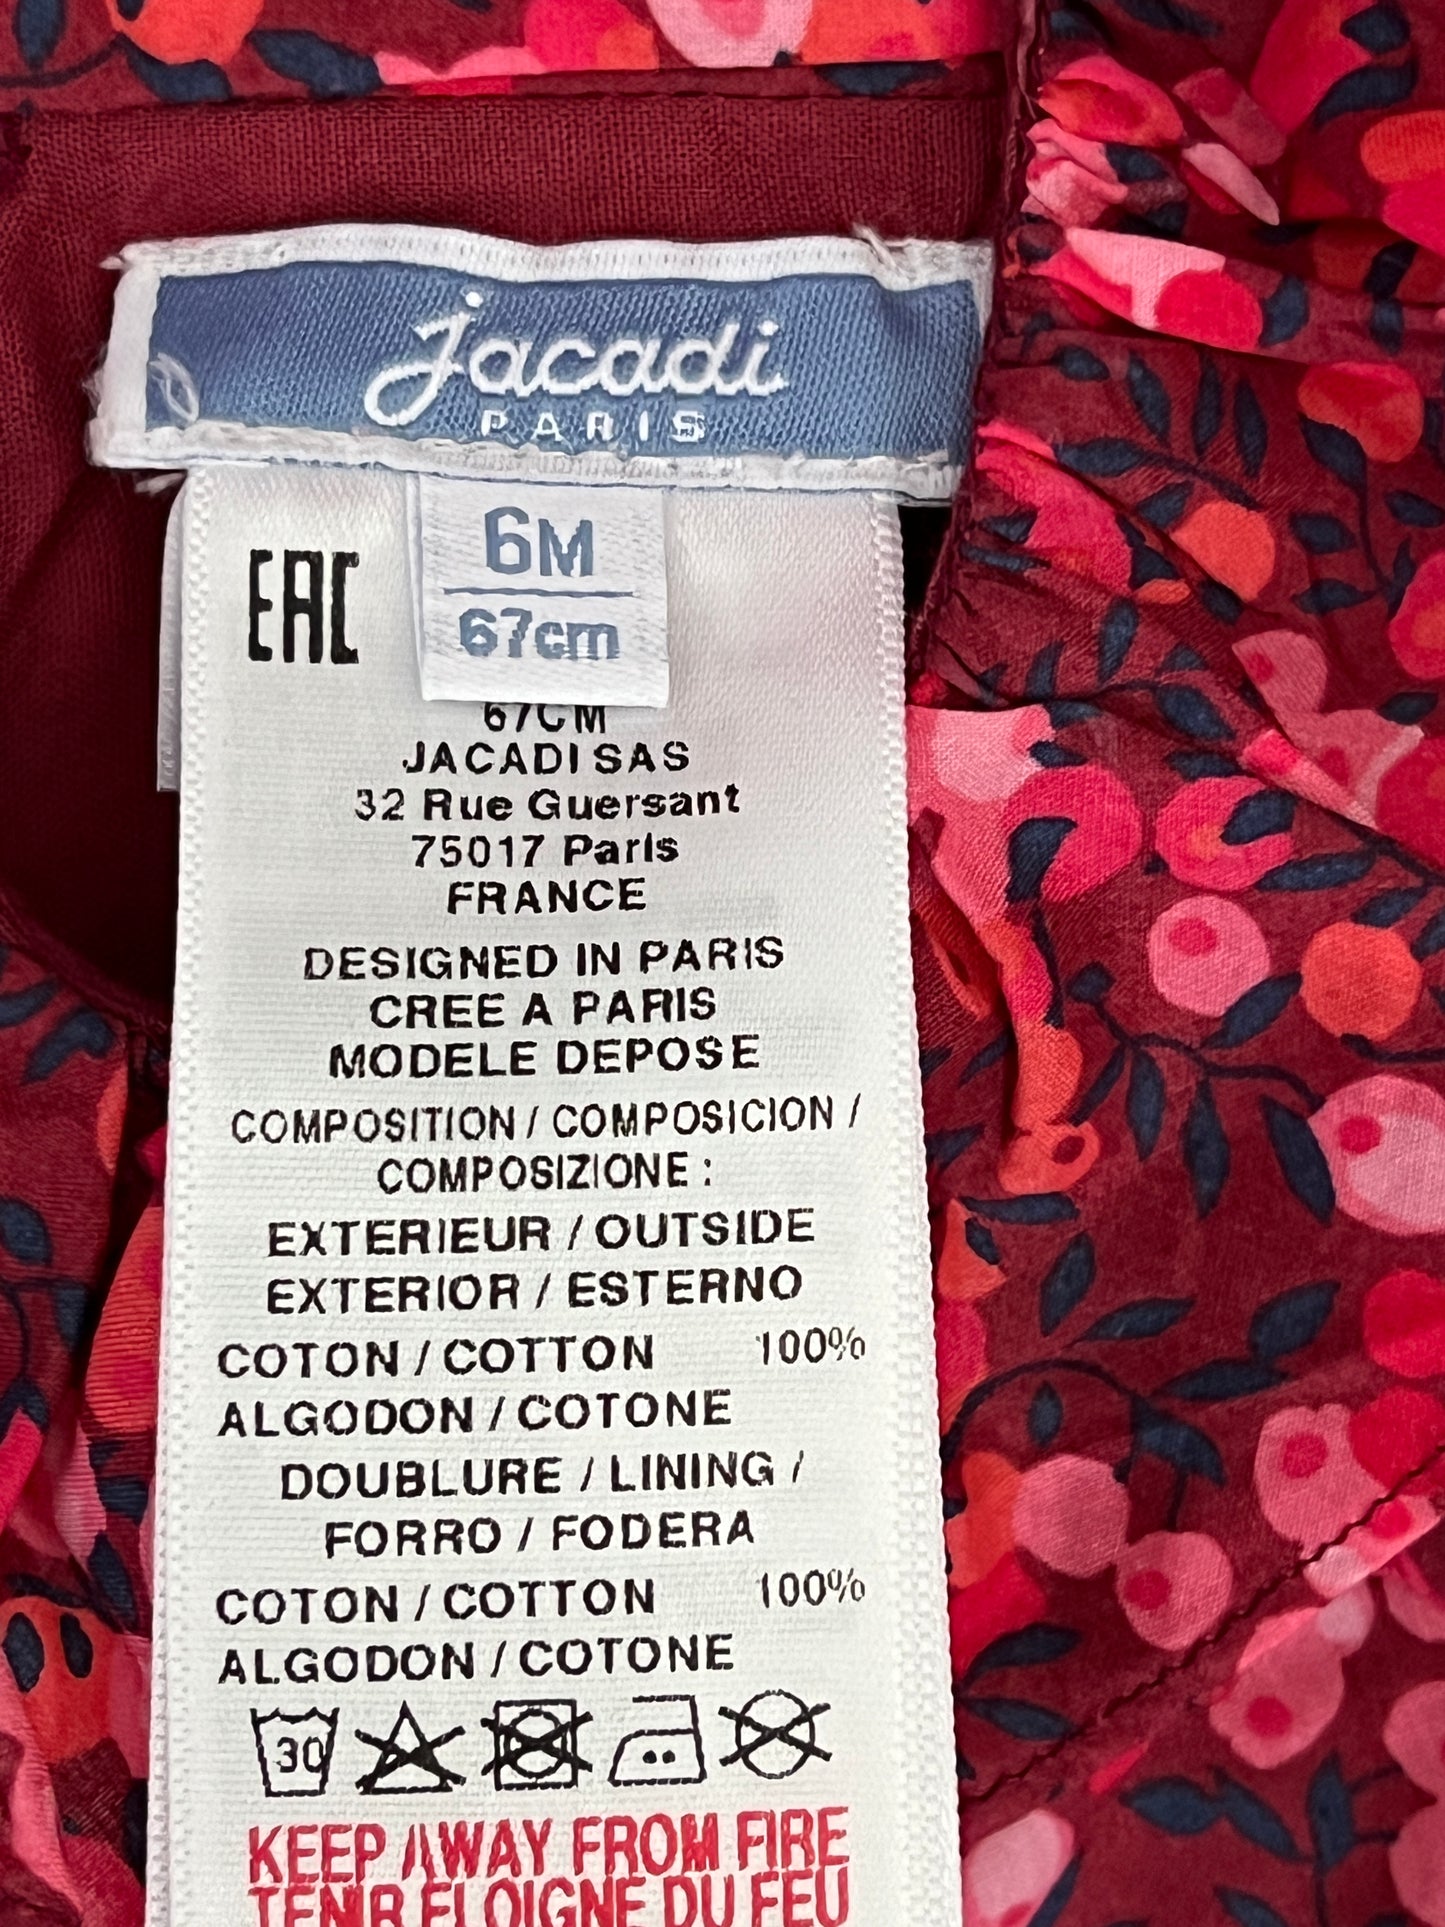 jacadi
PARIS
6M
67cm
EAC
67CM
JACADI SAS
32 Rue Guersant
75017 Paris
FRANCE
DESIGNED IN PARIS
CREE A PARIS
MODELE DEPOSE
COMPOSITION / COMPOSICION /
COMPOSIZIONE :
EXTERIEUR / OUTSIDE
EXTERIOR / ESTERNO
COTON / COTTON 100%
ALGODON / COTONE
DOUBLURE / LINING /
FORRO / FODERA
COTON / COTTON 100%
ALGODON / COTONE
30
KEEP AWAY FROM FIRE
TENIR ELOIGNE DU FEU